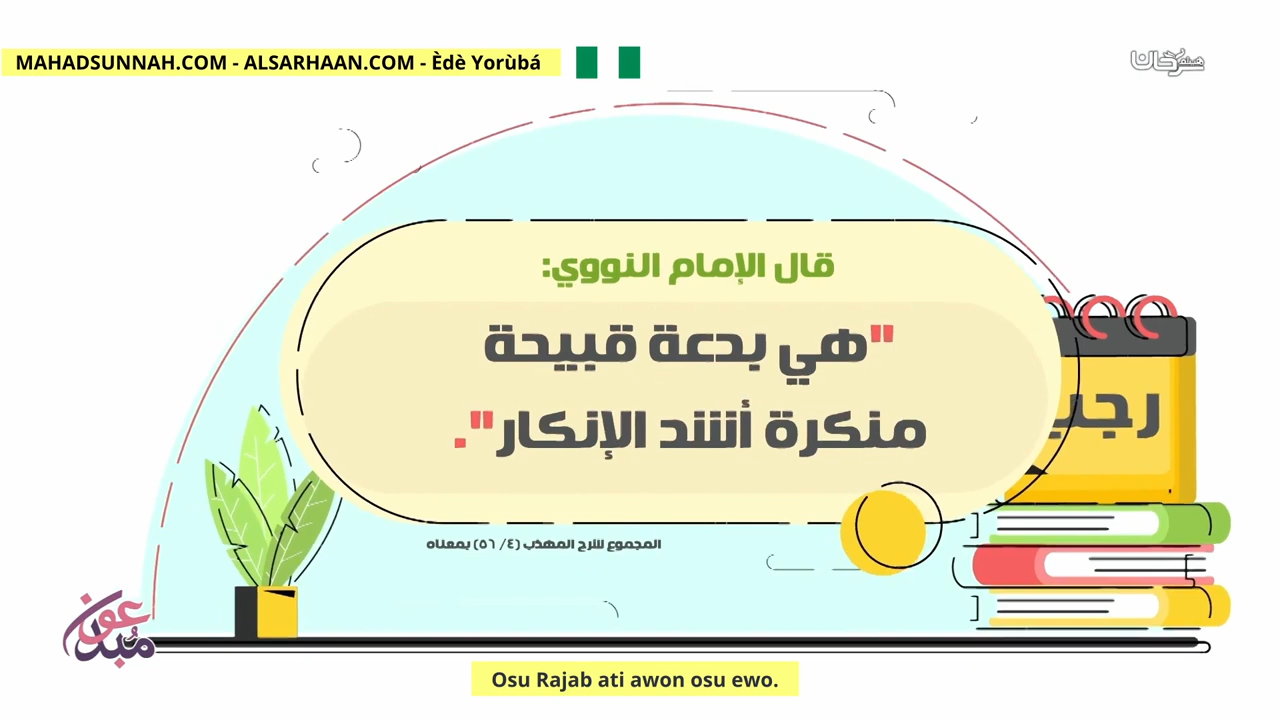 MAHADSUNNAH.COM - ALSARHAAN.COM - Èdè Yorùbá
قال الإمام النووي:
"هي بدعة قبيحة
منكرة أشد الإنكار".
رجب
المجموع شرح المهذب (٤/ ٥٦) بمعناه
مبدعون
Osu Rajab ati awon osu ewo.